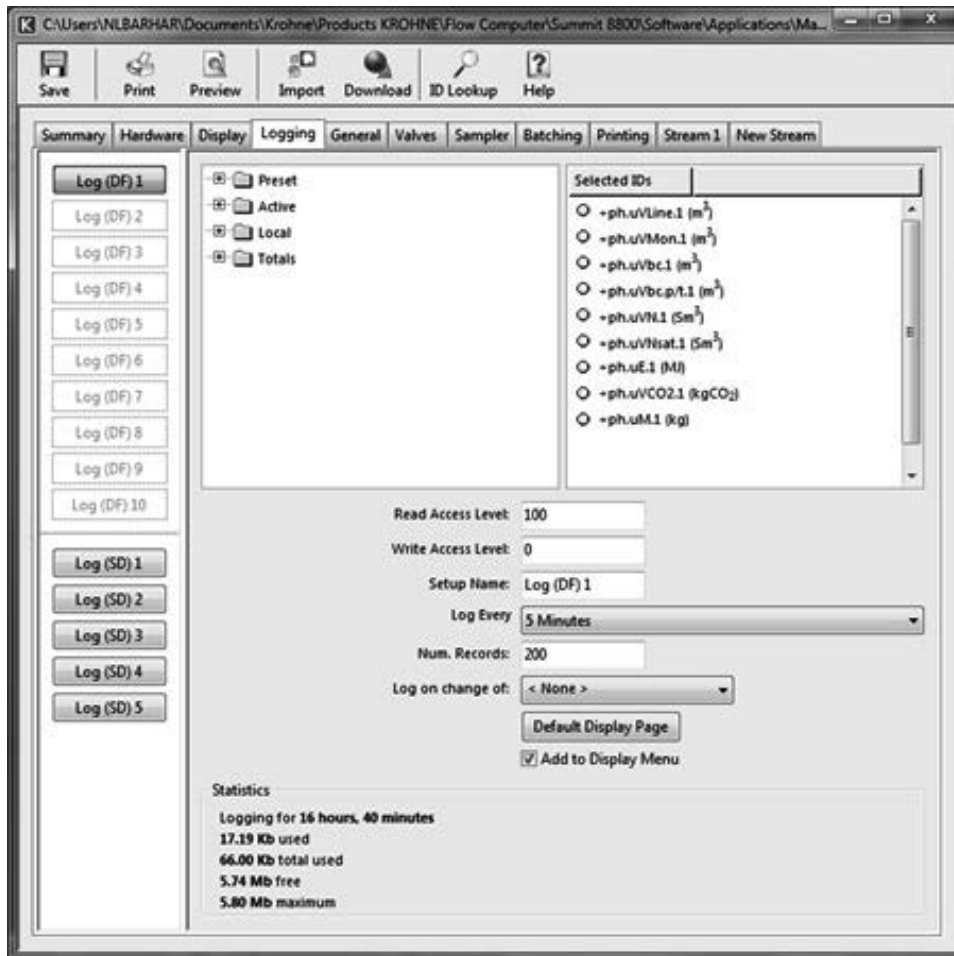 C:\Users\NLBARHAR\Documents\Krohne\Products KROHNE\Flow Computer\Summit 8800\Software\Applications\Ma...
Save Print Preview Import Download ID Lookup Help
Summary Hardware Display Logging General Valves Sampler Batching Printing Stream 1 New Stream
Log (DF) 1
Log (DF) 2
Log (DF) 3
Log (DF) 4
Log (DF) 5
Log (DF) 6
Log (DF) 7
Log (DF) 8
Log (DF) 9
Log (DF) 10
Log (SD) 1
Log (SD) 2
Log (SD) 3
Log (SD) 4
Log (SD) 5
Preset
Active
Local
Totals
Selected IDs
+ph.uVLine.1 (m³)
+ph.uVMon.1 (m³)
+ph.uVbc.1 (m³)
+ph.uVbc.p/t.1 (m³)
+ph.uVN.1 (Sm³)
+ph.uVNsat.1 (Sm³)
+ph.uE.1 (MJ)
+ph.uVCO2.1 (kgCO₂)
+ph.uM.1 (kg)
Read Access Level: 100
Write Access Level: 0
Setup Name: Log (DF) 1
Log Every 5 Minutes
Num. Records: 200
Log on change of: < None >
Default Display Page
Add to Display Menu
Statistics
Logging for 16 hours, 40 minutes
17.19 Kb used
66.00 Kb total used
5.74 Mb free
5.80 Mb maximum